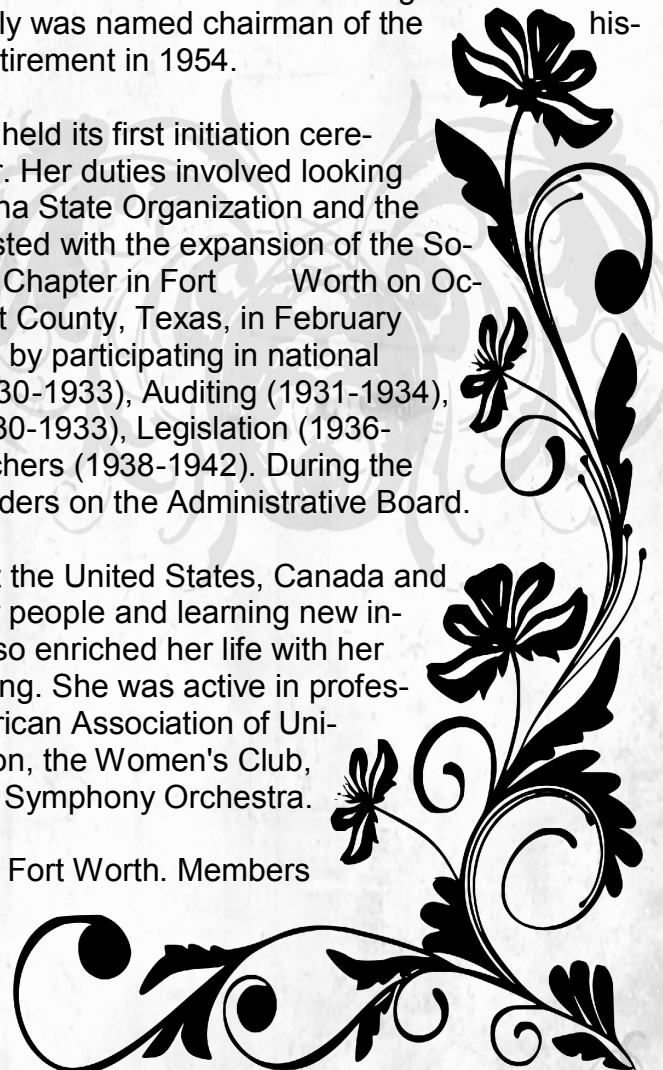 ly was named chairman of the his-
tirement in 1954.
held its first initiation cere-
r. Her duties involved looking
na State Organization and the
sted with the expansion of the So-
Chapter in Fort Worth on Oc-
t County, Texas, in February
by participating in national
30-1933), Auditing (1931-1934),
30-1933), Legislation (1936-
chers (1938-1942). During the
ders on the Administrative Board.
t the United States, Canada and
people and learning new in-
so enriched her life with her
ng. She was active in profes-
rican Association of Uni-
on, the Women's Club,
Symphony Orchestra.
Fort Worth. Members